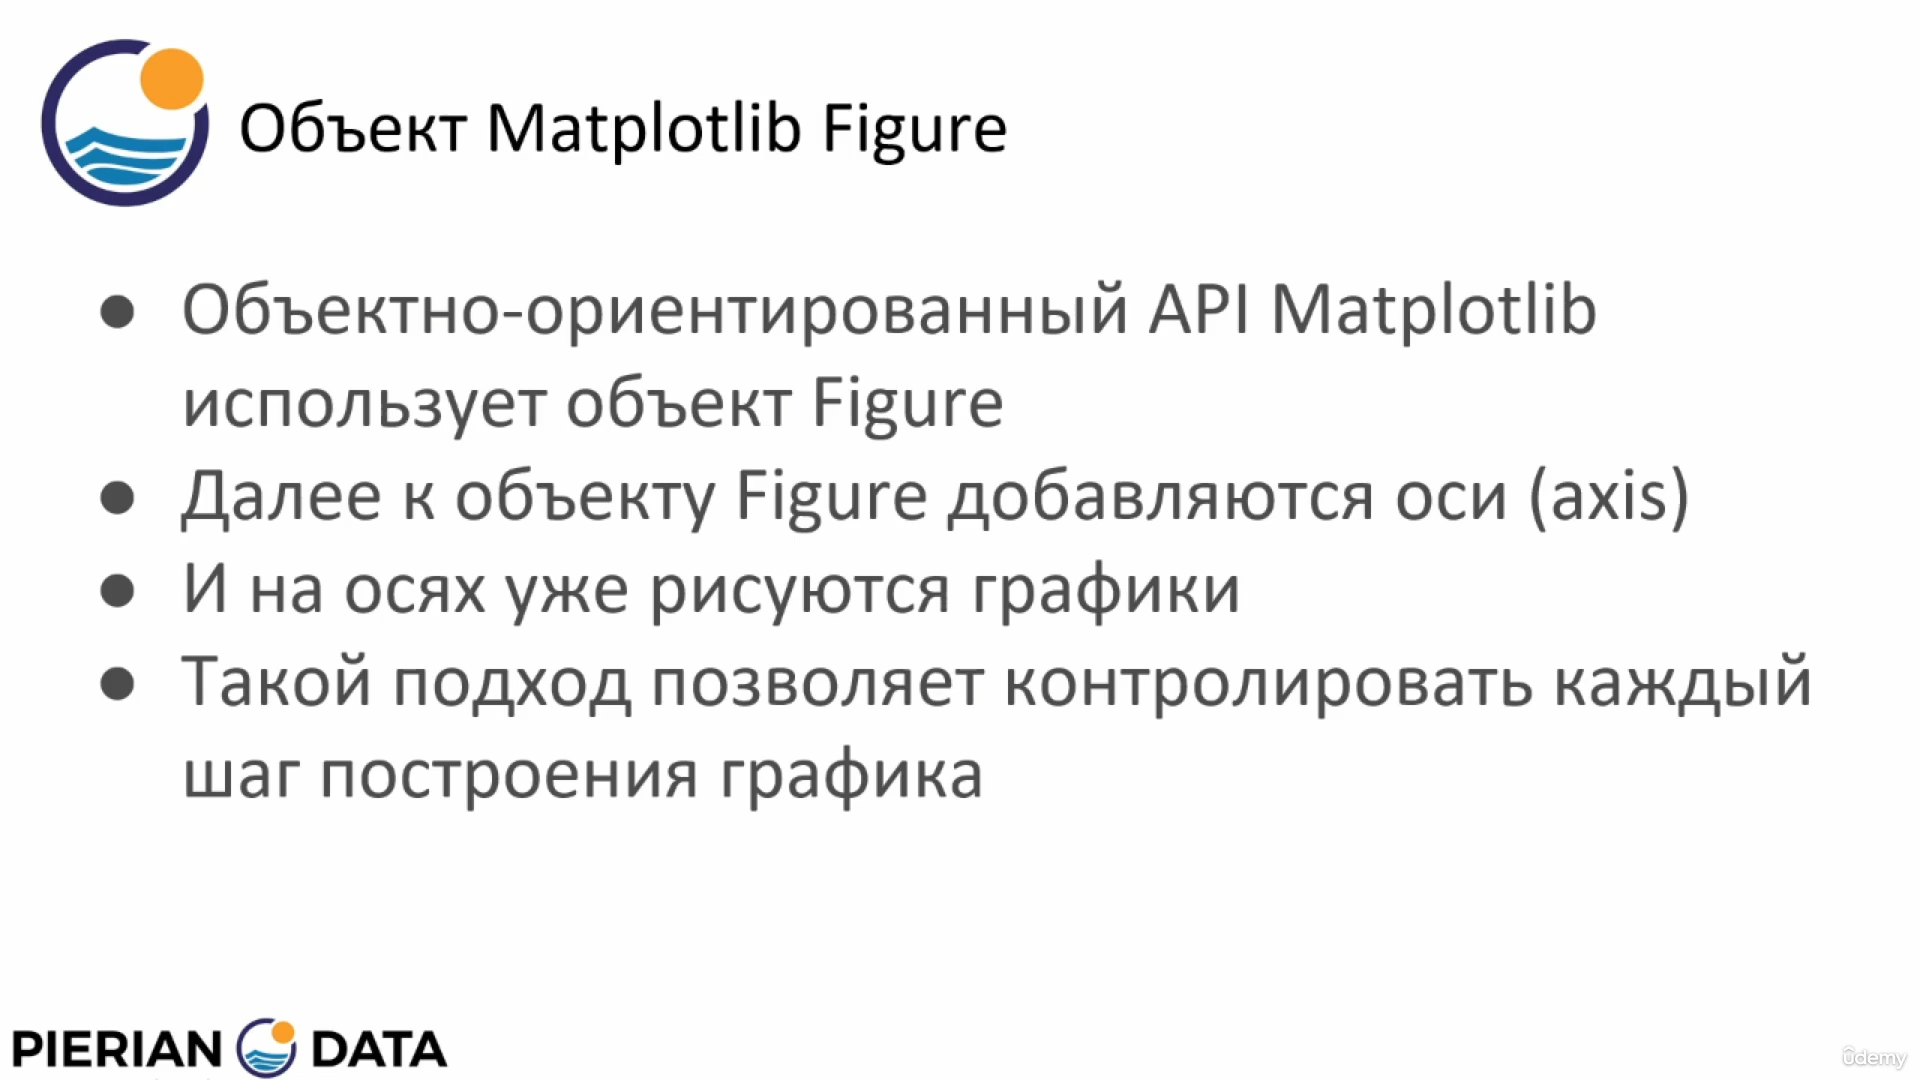 Объект Matplotlib Figure
● Объектно-ориентированный API Matplotlib
использует объект Figure
● Далее к объекту Figure добавляются оси (axis)
● И на осях уже рисуются графики
● Такой подход позволяет контролировать каждый
шаг построения графика
PIERIAN DATA
ûdemy